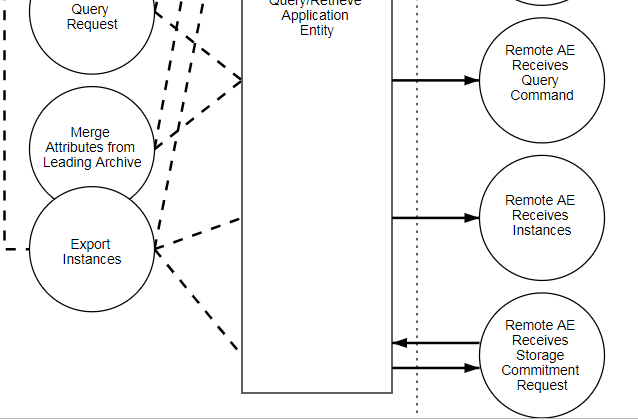 Query
Request
Query/Retrieve
Application
Entity
Remote AE
Receives
Query
Command
Merge
Attributes from
Leading Archive
Remote AE
Receives
Instances
Export
Instances
Remote AE
Receives
Storage
Commitment
Request